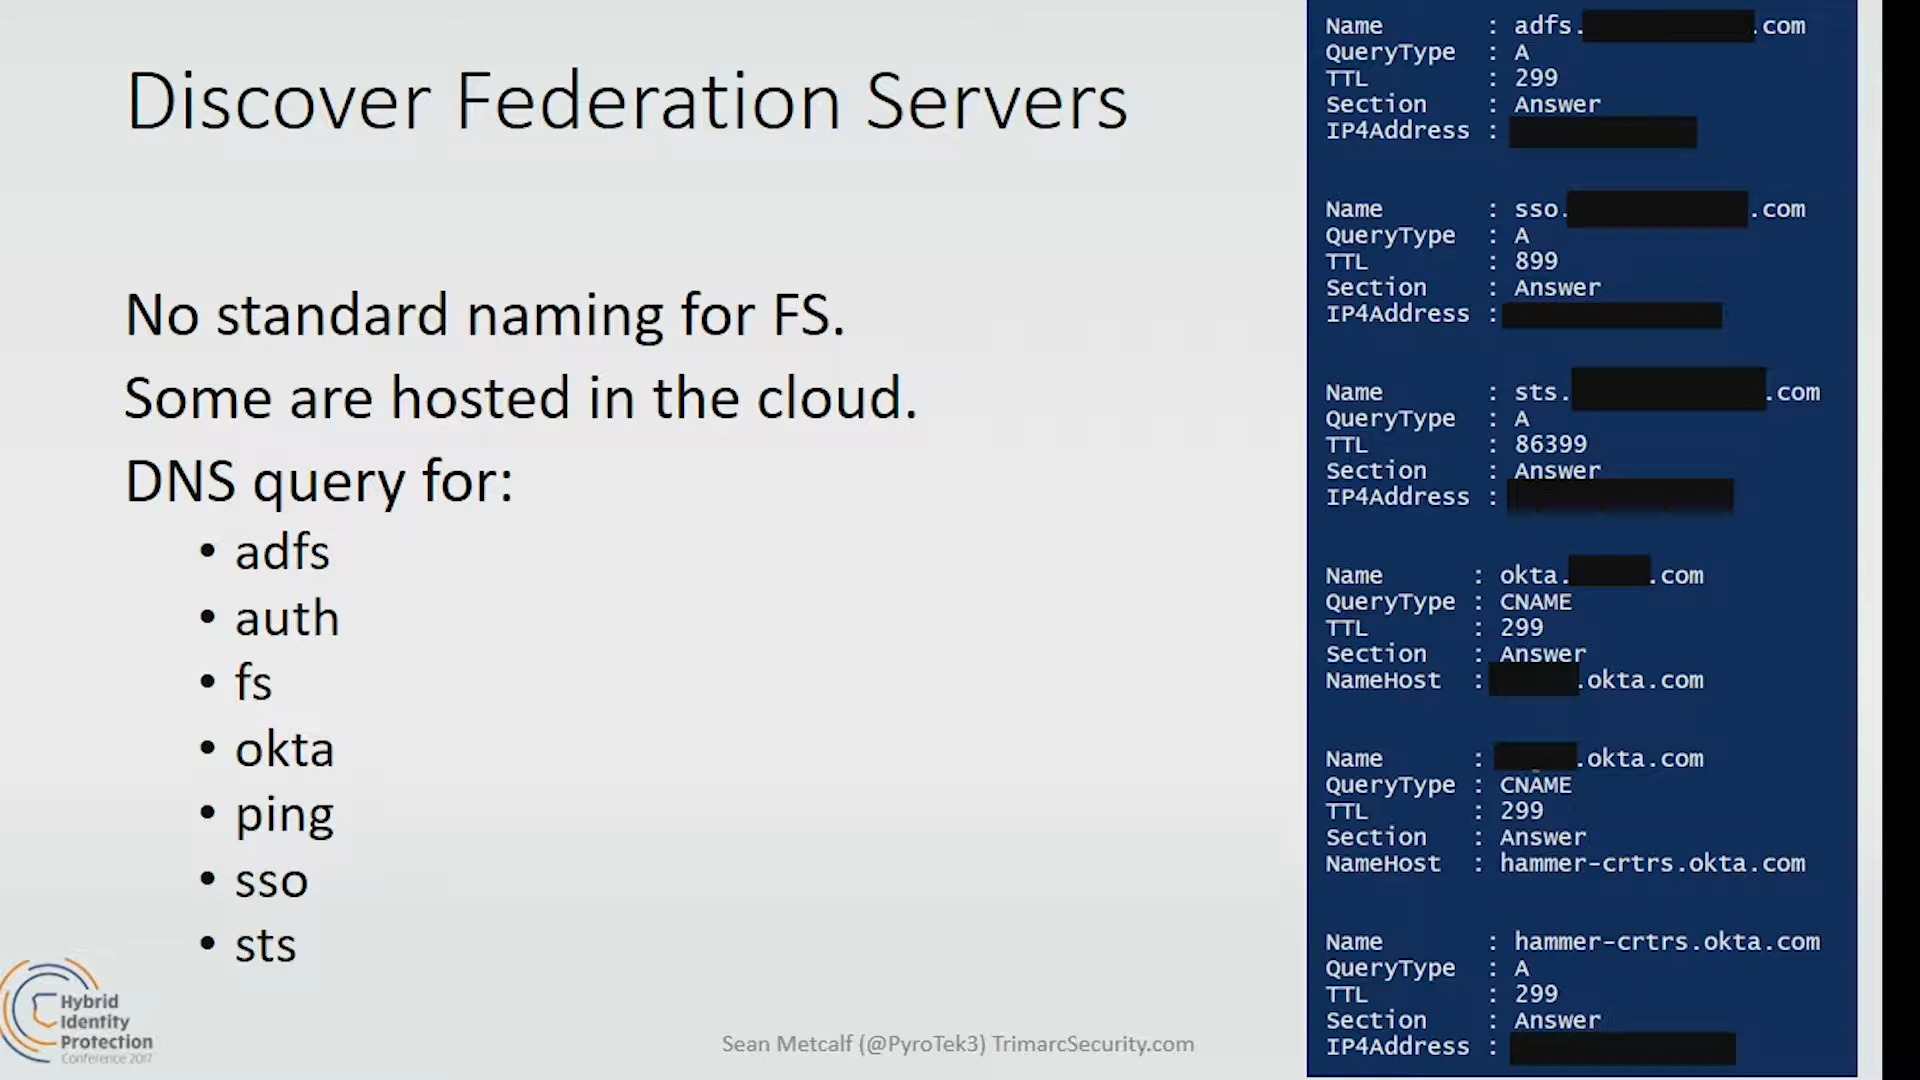 Discover Federation Servers
No standard naming for FS.
Some are hosted in the cloud.
DNS query for:
• adfs
• auth
• fs
• okta
• ping
• sso
• sts
Hybrid
Identity
Protection
Conference 2017
Sean Metcalf (@PyroTek3) TrimarcSecurity.com
Name : adfs. .com
QueryType : A
TTL : 299
Section : Answer
IP4Address :
Name : sso. .com
QueryType : A
TTL : 899
Section : Answer
IP4Address :
Name : sts. .com
QueryType : A
TTL : 86399
Section : Answer
IP4Address :
Name : okta. .com
QueryType : CNAME
TTL : 299
Section : Answer
NameHost : .okta.com
Name : .okta.com
QueryType : CNAME
TTL : 299
Section : Answer
NameHost : hammer-crtrs.okta.com
Name : hammer-crtrs.okta.com
QueryType : A
TTL : 299
Section : Answer
IP4Address :